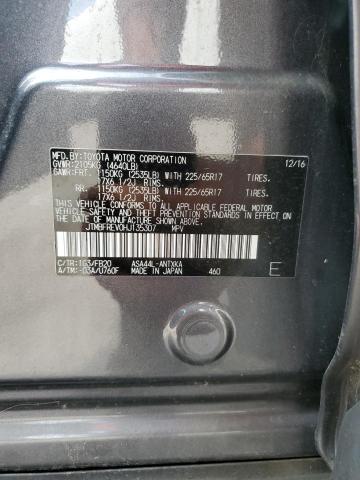 MFD.BY:TOYOTA MOTOR CORPORATION 12/16
GVWR:2105KG (4640LB)
GAWR:FRT. 1150KG (2535LB) WITH 225/65R17 TIRES,
17X6 1/2J RIMS.
RR. 1150KG (2535LB) WITH 225/65R17 TIRES,
17X6 1/2J RIMS.
THIS VEHICLE CONFORMS TO ALL APPLICABLE FEDERAL MOTOR
VEHICLE SAFETY, BUMPER, AND THEFT PREVENTION STANDARDS IN
EFFECT ON THE DATE OF MANUFACTURE SHOWN ABOVE.
JTMBFREV0HJ135307 MPV
C/TR:1G3/FB20 ASA44L-ANTXKA
A/TM:-03A/U760F MADE IN JAPAN 460 E